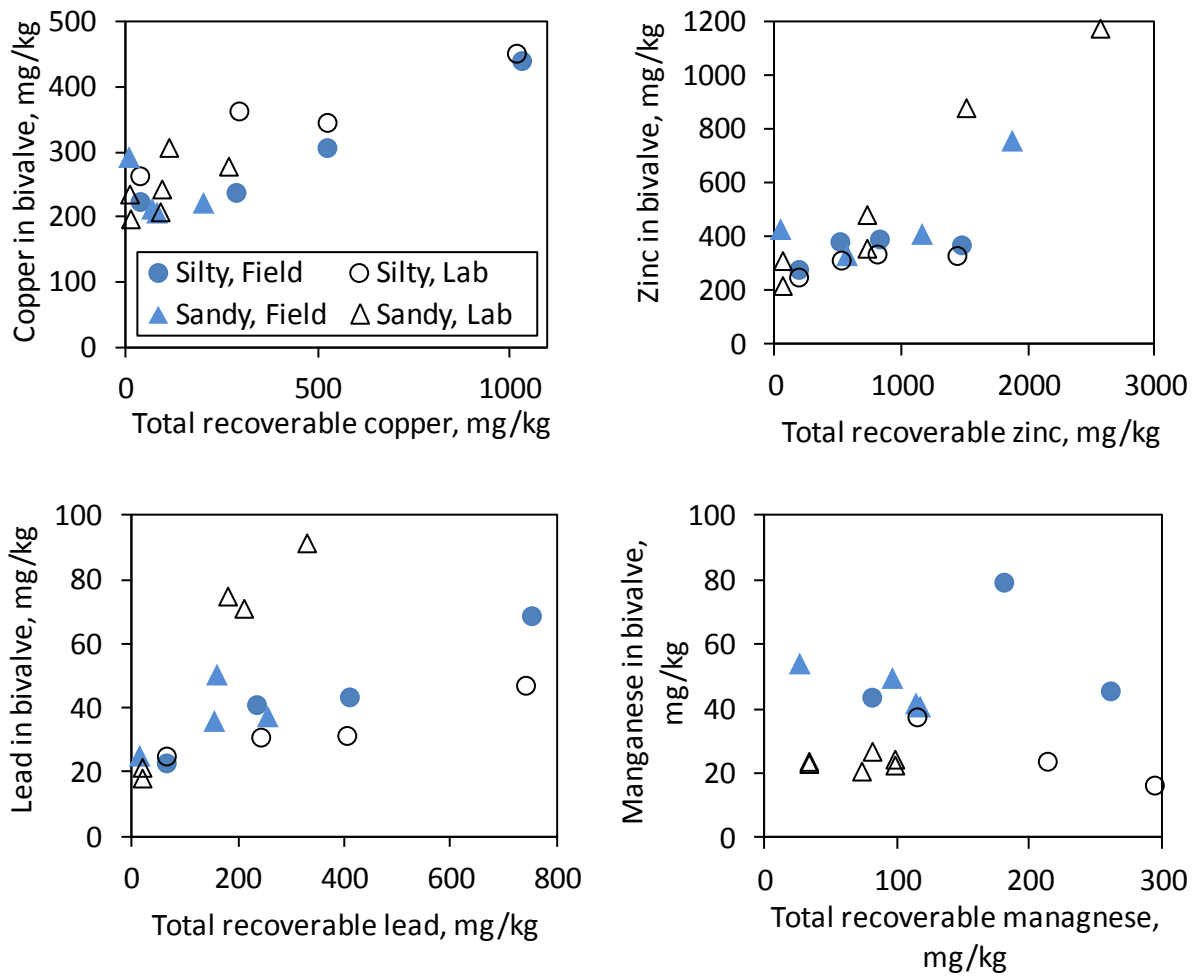 Copper in bivalve, mg/kg
500
400
300
200
100
0
Silty, Field
Silty, Lab
Sandy, Field
Sandy, Lab
0 500 1000
Total recoverable copper, mg/kg
Zinc in bivalve, mg/kg
1200
1000
800
600
400
200
0
0 1000 2000 3000
Total recoverable zinc, mg/kg
Lead in bivalve, mg/kg
100
80
60
40
20
0
0 200 400 600 800
Total recoverable lead, mg/kg
Manganese in bivalve,
mg/kg
100
80
60
40
20
0
0 100 200 300
Total recoverable managnese,
mg/kg